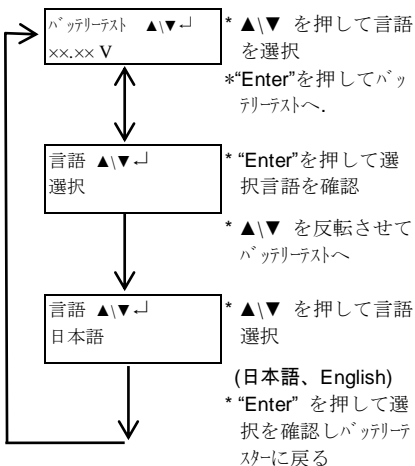 ﾊﾞｯﾃﾘｰﾃｽﾄ ▲\▼↵
××.×× V
* ▲\▼ を押して言語
を選択
*“Enter”を押してﾊﾞｯ
ﾃﾘｰﾃｽﾄへ.
言語 ▲\▼↵
選択
* “Enter”を押して選
択言語を確認
* ▲\▼ を反転させて
ﾊﾞｯﾃﾘｰﾃｽﾄへ
言語 ▲\▼↵
日本語
* ▲\▼ を押して言語
選択
(日本語、English)
* “Enter” を押して選
択を確認しﾊﾞｯﾃﾘｰﾃ
ｽﾀｰに戻る